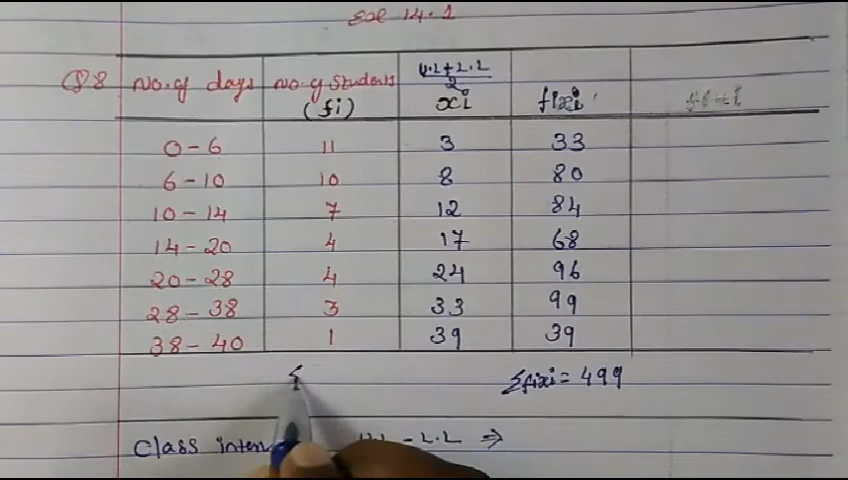 Exe 14.1
Q8 No. of days No. of students (fi) U.L+L.L/2 xi fixi
0-6 11 3 33
6-10 10 8 80
10-14 7 12 84
14-20 4 17 68
20-28 4 24 96
28-38 3 33 99
38-40 1 39 39
Σ Σfixi = 499
Class - L.L ⇒